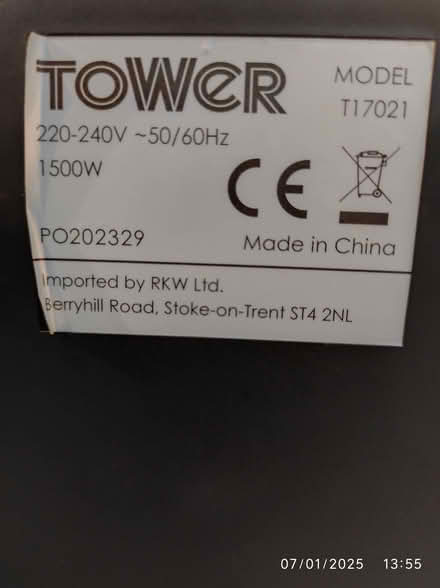 TOWER
MODEL
T17021
220-240V ~50/60Hz
1500W
CE
PO202329
Made in China
Imported by RKW Ltd.
Berryhill Road, Stoke-on-Trent ST4 2NL
07/01/2025 13:55